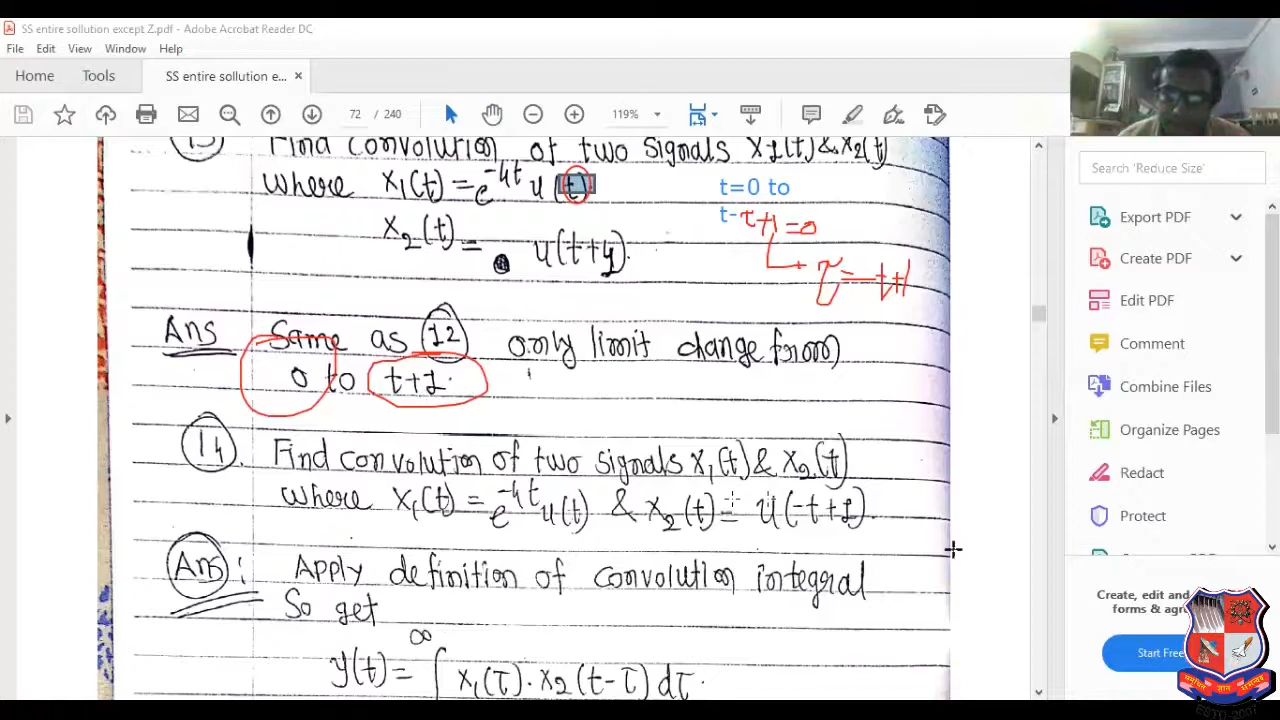 SS entire sollution except Z.pdf - Adobe Acrobat Reader DC
File Edit View Window Help
Home Tools SS entire sollution e... ×
72 / 240 119%
Find convolution of two signals x1(t) & x2(t)
where x1(t) = e^-4t u(t)
x2(t) = u(t+1).
t=0 to
t-τ+1=0
τ=t+1
Ans Same as (12) only limit change from
0 to t+1.
14. Find convolution of two signals x1(t) & x2(t)
where x1(t) = e^-4t u(t) & x2(t) = u(-t+1).
Ans: Apply definition of convolution integral
So get
∞
y(t) = ∫ x1(τ). x2(t-τ) dτ.
Search 'Reduce Size'
Export PDF
Create PDF
Edit PDF
Comment
Combine Files
Organize Pages
Redact
Protect
Create, edit and
forms & ag
Start Free
ESTD-2007